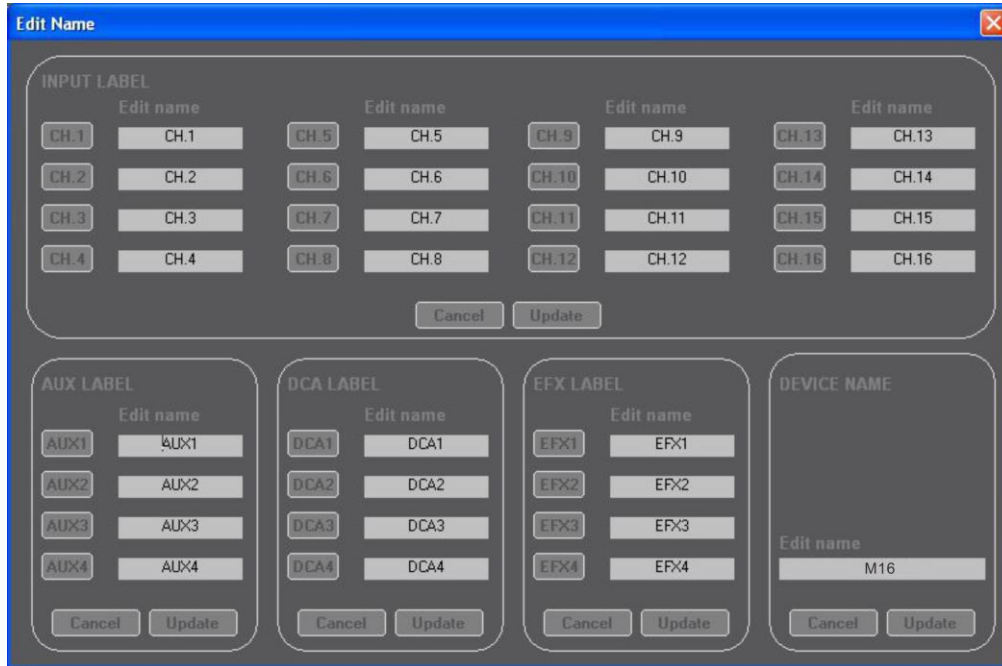 Edit Name
INPUT LABEL
Edit name Edit name Edit name Edit name
CH.1 CH.1 CH.5 CH.5 CH.9 CH.9 CH.13 CH.13
CH.2 CH.2 CH.6 CH.6 CH.10 CH.10 CH.14 CH.14
CH.3 CH.3 CH.7 CH.7 CH.11 CH.11 CH.15 CH.15
CH.4 CH.4 CH.8 CH.8 CH.12 CH.12 CH.16 CH.16
Cancel Update
AUX LABEL
Edit name
AUX1 AUX1
AUX2 AUX2
AUX3 AUX3
AUX4 AUX4
Cancel Update
DCA LABEL
Edit name
DCA1 DCA1
DCA2 DCA2
DCA3 DCA3
DCA4 DCA4
Cancel Update
EFX LABEL
Edit name
EFX1 EFX1
EFX2 EFX2
EFX3 EFX3
EFX4 EFX4
Cancel Update
DEVICE NAME
Edit name
M16
Cancel Update